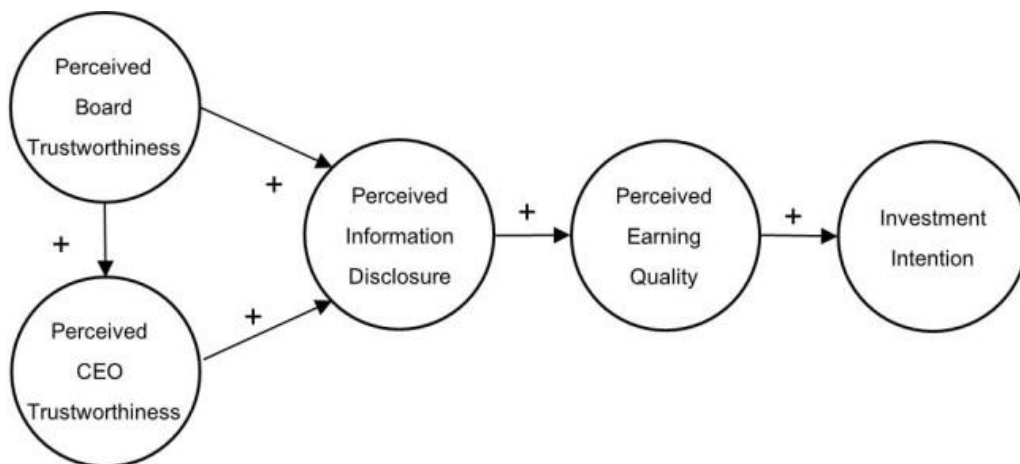 Perceived
Board
Trustworthiness
+
+
Perceived
CEO
Trustworthiness
+
Perceived
Information
Disclosure
+
Perceived
Earning
Quality
+
Investment
Intention